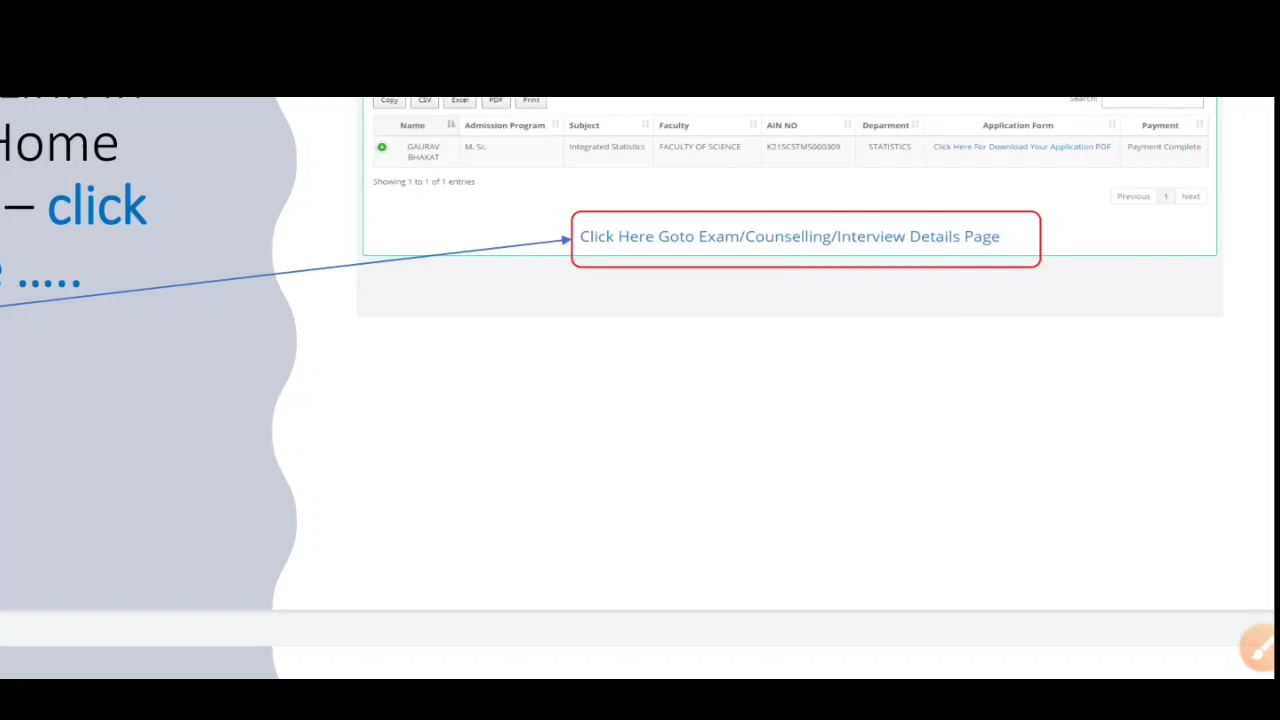 Home
– click
.....
Copy CSV Excel PDF Print Search:
Name Admission Program Subject Faculty AIN NO Deparment Application Form Payment
GAURAV BHAKAT M. Sc. Integrated Statistics FACULTY OF SCIENCE K21SCSTMS000309 STATISTICS Click Here For Download Your Application PDF Payment Complete
Showing 1 to 1 of 1 entries
Previous 1 Next
Click Here Goto Exam/Counselling/Interview Details Page